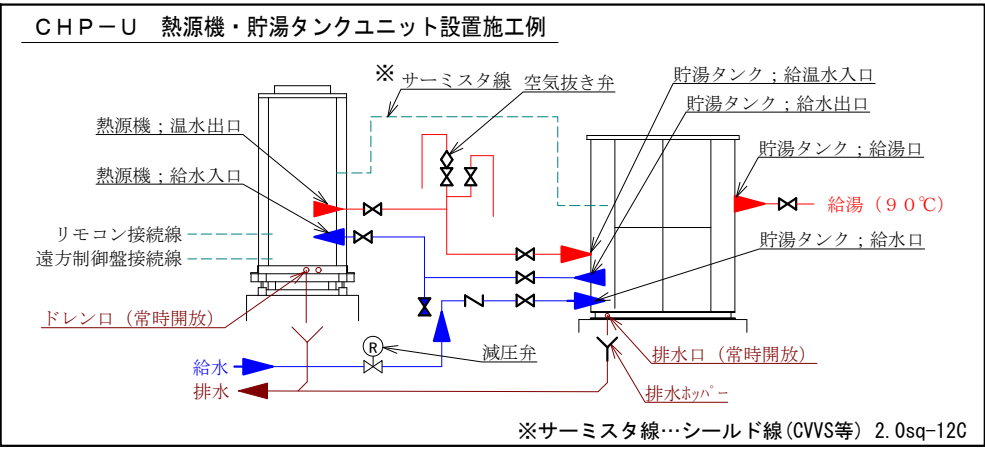 CHP-U 熱源機・貯湯タンクユニット設置施工例
※ サーミスタ線
空気抜き弁
貯湯タンク;給温水入口
貯湯タンク;給水出口
熱源機;温水出口
貯湯タンク;給湯口
熱源機;給水入口
給湯(90℃)
リモコン接続線
遠方制御盤接続線
貯湯タンク;給水口
ドレン口(常時開放)
R
減圧弁
排水口(常時開放)
給水
排水
排水ホッパー
※サーミスタ線…シールド線(CVVS等) 2.0sq-12C